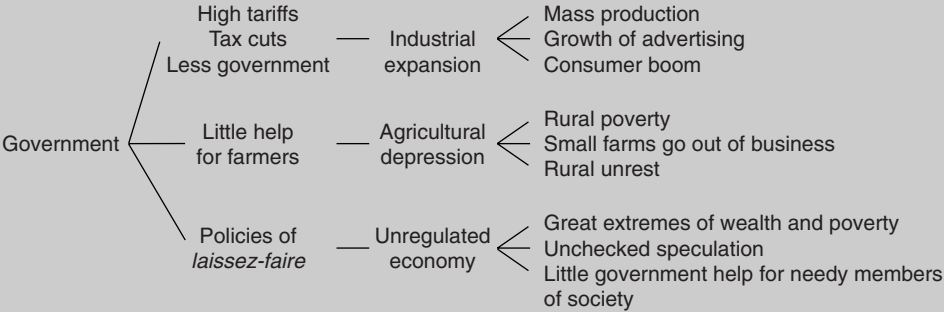 Government
High tariffs
Tax cuts
Less government
Industrial
expansion
Mass production
Growth of advertising
Consumer boom
Little help
for farmers
Agricultural
depression
Rural poverty
Small farms go out of business
Rural unrest
Policies of
laissez-faire
Unregulated
economy
Great extremes of wealth and poverty
Unchecked speculation
Little government help for needy members
of society